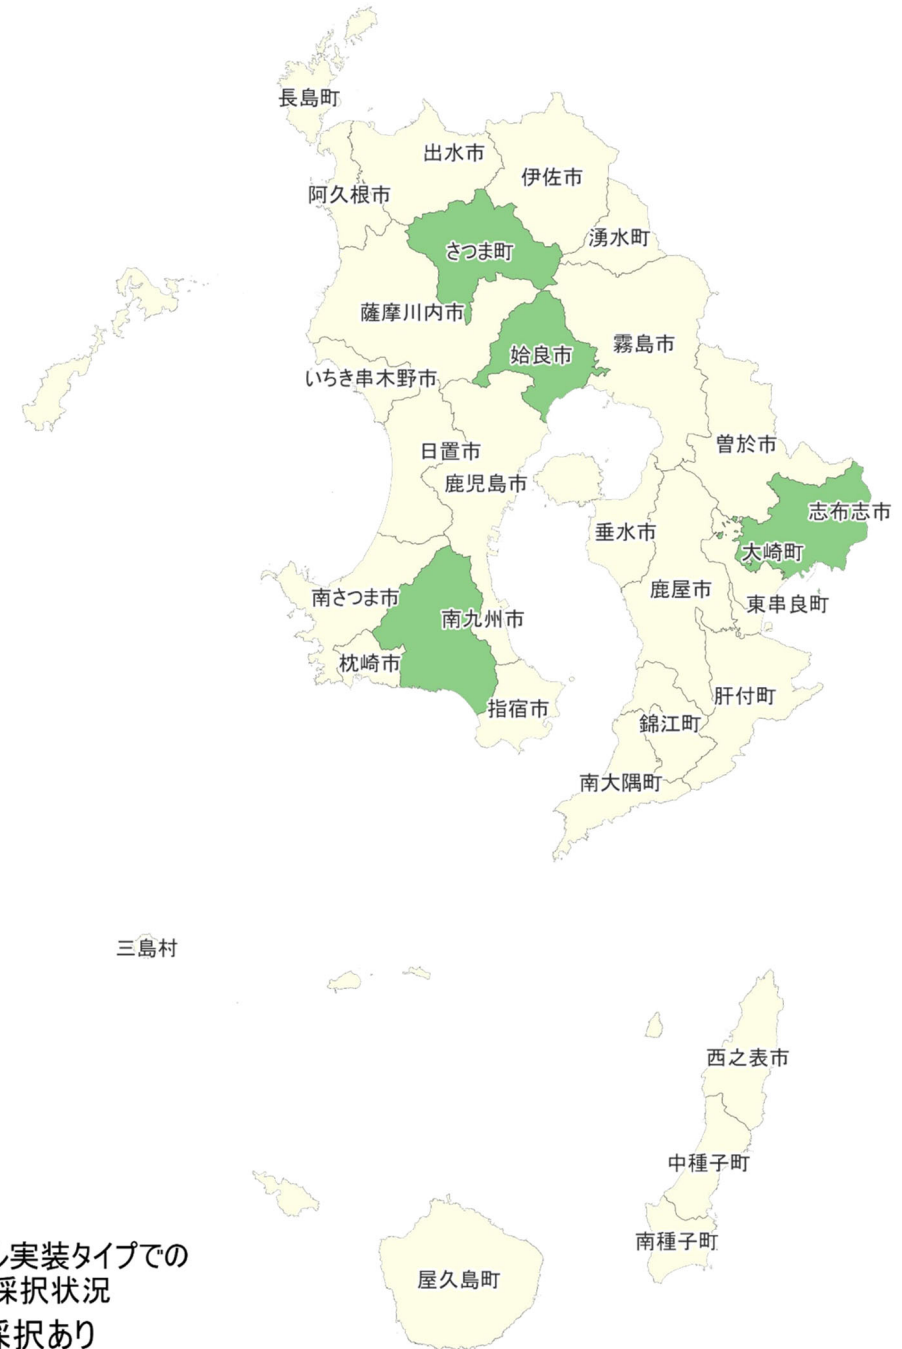 長島町
出水市
伊佐市
阿久根市
湧水町
さつま町
薩摩川内市
霧島市
姶良市
いちき串木野市
曽於市
日置市
鹿児島市
志布志市
垂水市
大崎町
鹿屋市
南さつま市
東串良町
南九州市
枕崎市
肝付町
指宿市
錦江町
南大隅町
三島村
西之表市
中種子町
南種子町
屋久島町
ル実装タイプでの
採択状況
採択あり